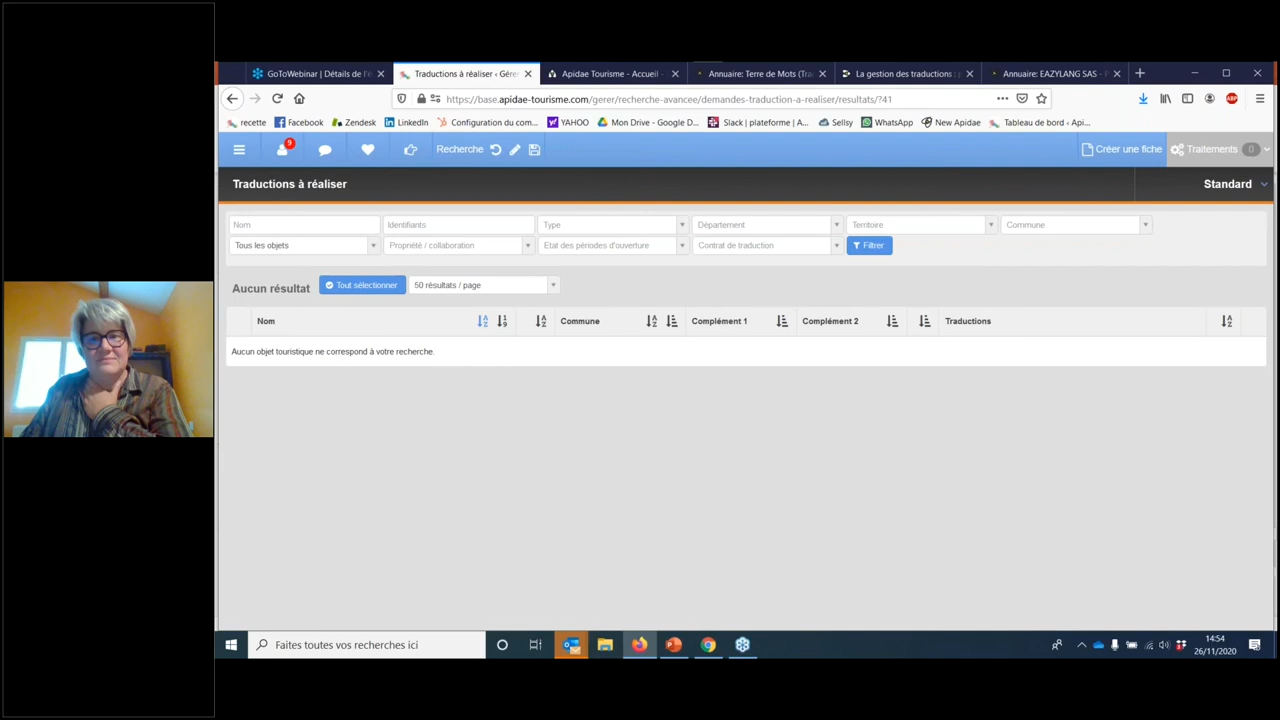 GoToWebinar | Détails de l'é
Traductions à réaliser ‹ Gérer
Apidae Tourisme - Accueil
Annuaire: Terre de Mots (Trad
La gestion des traductions : p
Annuaire: EAZYLANG SAS - P
https://base.apidae-tourisme.com/gerer/recherche-avancee/demandes-traduction-a-realiser/resultats/?41
ABP
recette
Facebook
Zendesk
LinkedIn
Configuration du com...
YAHOO
Mon Drive - Google D...
Slack | plateforme | A...
Sellsy
WhatsApp
New Apidae
Tableau de bord ‹ Api...
9
Recherche
Créer une fiche
Traitements 0
Traductions à réaliser
Standard
Nom
Identifiants
Type
Département
Territoire
Commune
Tous les objets
Propriété / collaboration
Etat des périodes d'ouverture
Contrat de traduction
Filtrer
Aucun résultat
Tout sélectionner
50 résultats / page
Nom
Commune
Complément 1
Complément 2
Traductions
Aucun objet touristique ne correspond à votre recherche.
Faites toutes vos recherches ici
14:54
26/11/2020